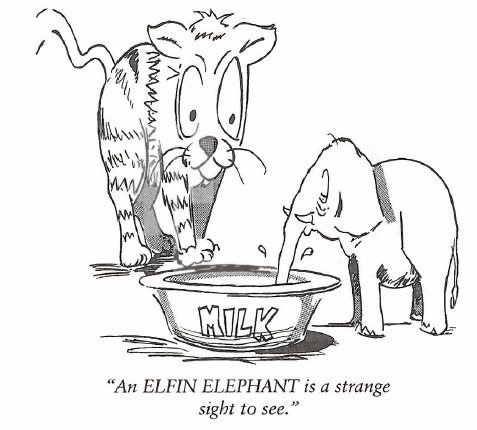 MILK
"An ELFIN ELEPHANT is a strange
sight to see."